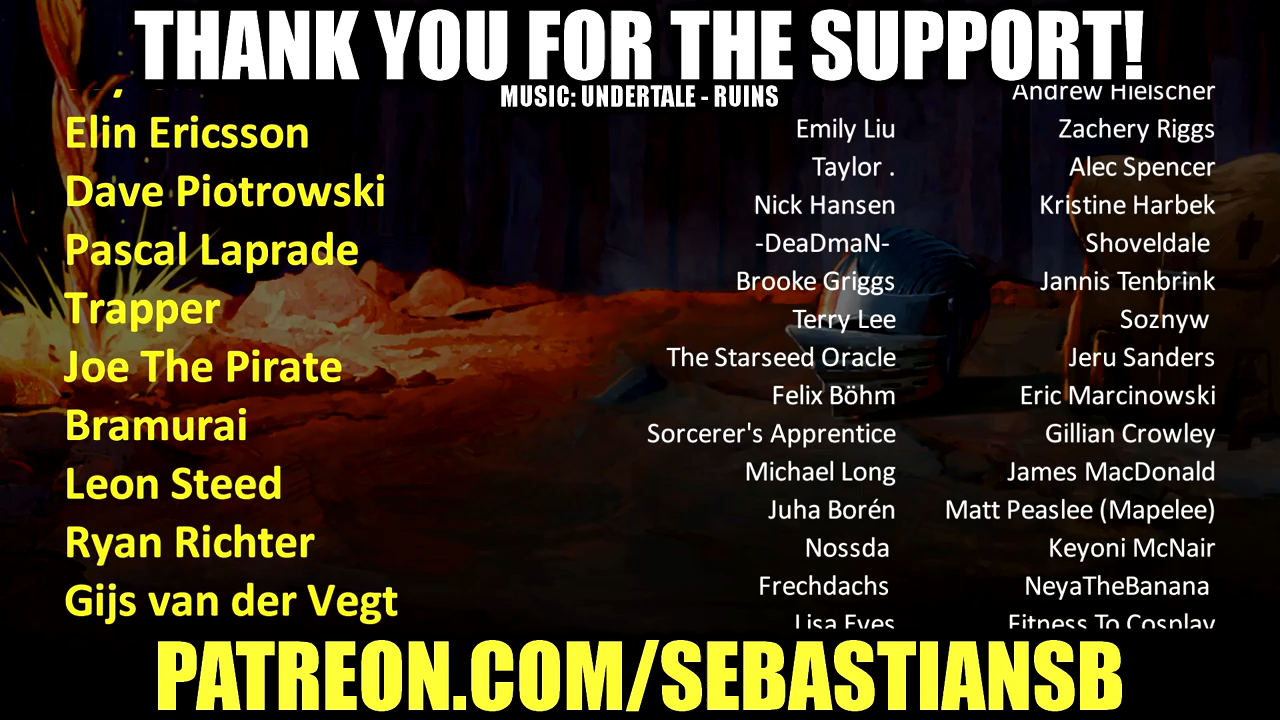 THANK YOU FOR THE SUPPORT!
MUSIC: UNDERTALE - RUINS
Elin Ericsson
Dave Piotrowski
Pascal Laprade
Trapper
Joe The Pirate
Bramurai
Leon Steed
Ryan Richter
Gijs van der Vegt
Emily Liu
Taylor .
Nick Hansen
-DeaDmaN-
Brooke Griggs
Terry Lee
The Starseed Oracle
Felix Böhm
Sorcerer's Apprentice
Michael Long
Juha Borén
Nossda
Frechdachs
Lisa Eves
Andrew Hielscher
Zachery Riggs
Alec Spencer
Kristine Harbek
Shoveldale
Jannis Tenbrink
Soznyw
Jeru Sanders
Eric Marcinowski
Gillian Crowley
James MacDonald
Matt Peaslee (Mapelee)
Keyoni McNair
NeyaTheBanana
Fitness To Cosplay
PATREON.COM/SEBASTIANSB